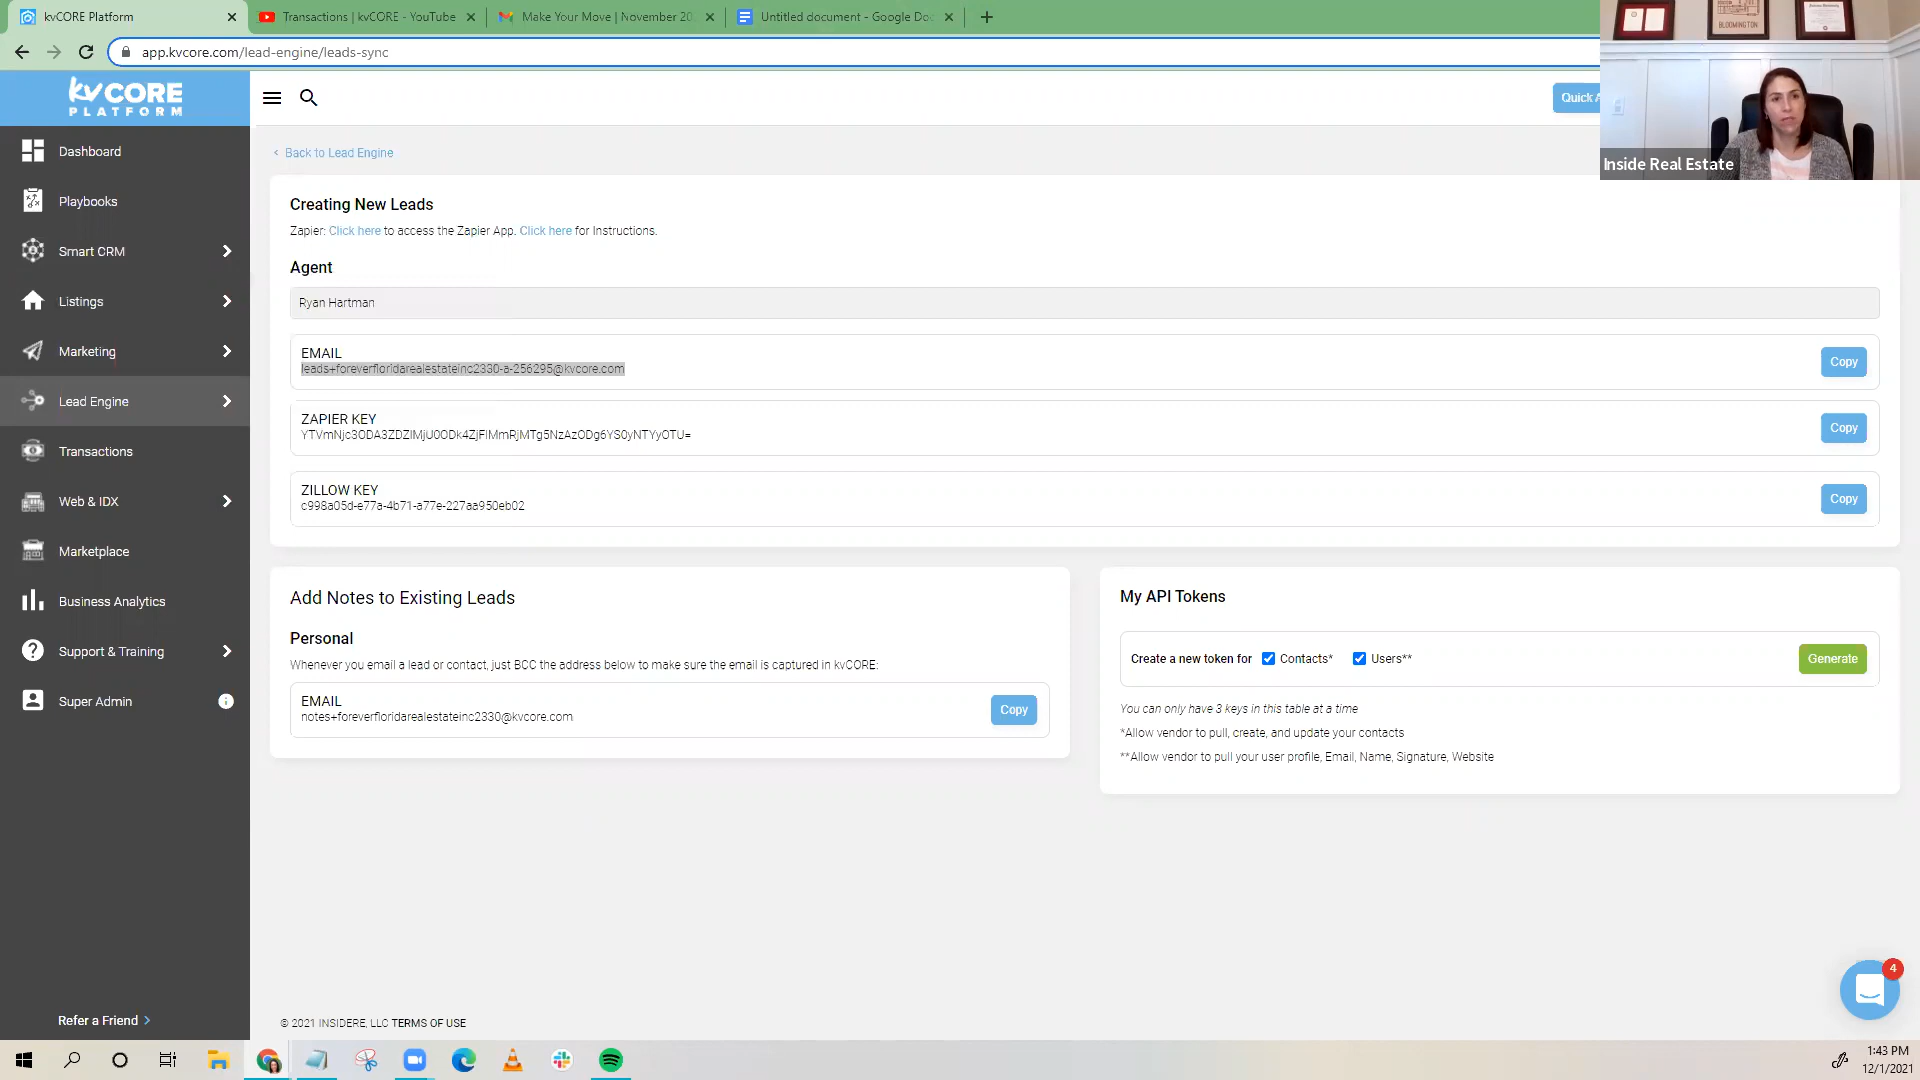 kvCORE Platform
Transactions | kvCORE - YouTube
Make Your Move | November 20
Untitled document - Google Doc
app.kvcore.com/lead-engine/leads-sync
kvCORE
PLATFORM
Quick A
BLOOMINGTON
Inside Real Estate
Dashboard
Playbooks
Smart CRM
Listings
Marketing
Lead Engine
Transactions
Web & IDX
Marketplace
Business Analytics
Support & Training
Super Admin
Refer a Friend >
< Back to Lead Engine
Creating New Leads
Zapier: Click here to access the Zapier App. Click here for Instructions.
Agent
Ryan Hartman
EMAIL
leads+foreverfloridarealestateinc2330-a-256295@kvcore.com
Copy
ZAPIER KEY
Copy
ZILLOW KEY
c998a05d-e77a-4b71-a77e-227aa950eb02
Copy
Add Notes to Existing Leads
Personal
Whenever you email a lead or contact, just BCC the address below to make sure the email is captured in kvCORE:
EMAIL
notes+foreverfloridarealestateinc2330@kvcore.com
Copy
My API Tokens
Create a new token for Contacts* Users**
Generate
You can only have 3 keys in this table at a time
*Allow vendor to pull, create, and update your contacts
**Allow vendor to pull your user profile, Email, Name, Signature, Website
4
© 2021 INSIDERE, LLC TERMS OF USE
1:43 PM
12/1/2021